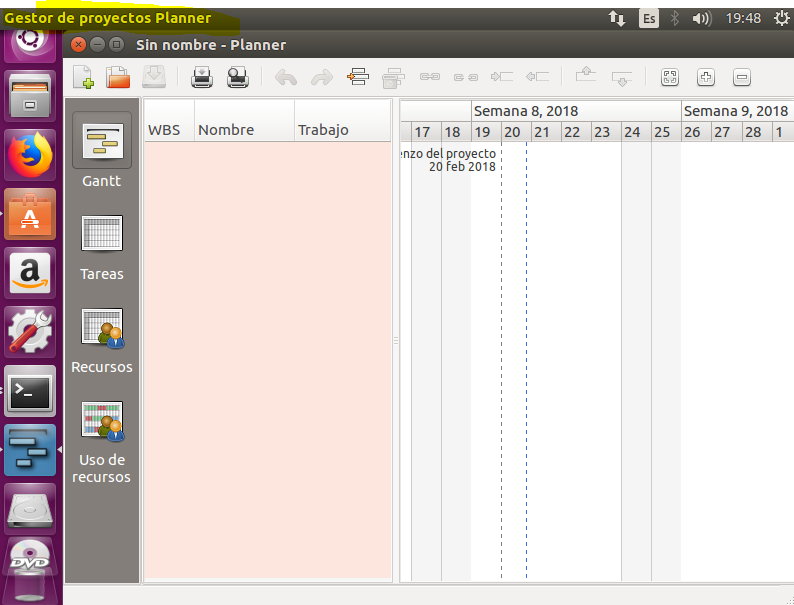 Gestor de proyectos Planner
Es
19:48
Sin nombre - Planner
WBS Nombre Trabajo
Semana 8, 2018 Semana 9, 2018
17 18 19 20 21 22 23 24 25 26 27 28 1
nzo del proyecto
20 feb 2018
Gantt
Tareas
Recursos
Uso de
recursos
A
a
>_
DVD